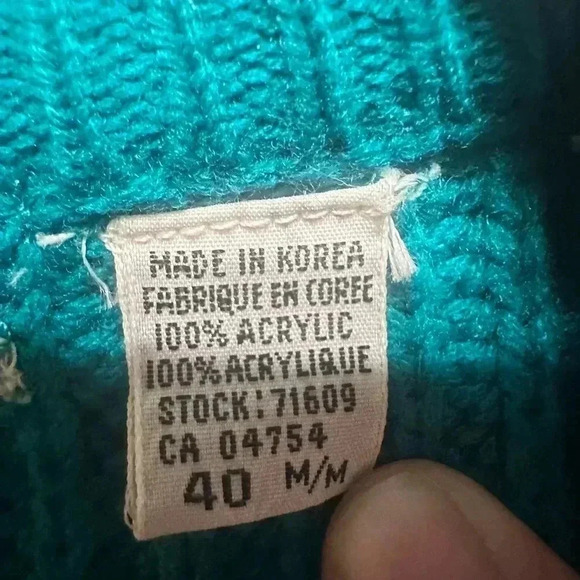 MADE IN KOREA
FABRIQUE EN COREE
100% ACRYLIC
100% ACRYLIQUE
STOCK: 71609
CA 04754
40 M/M